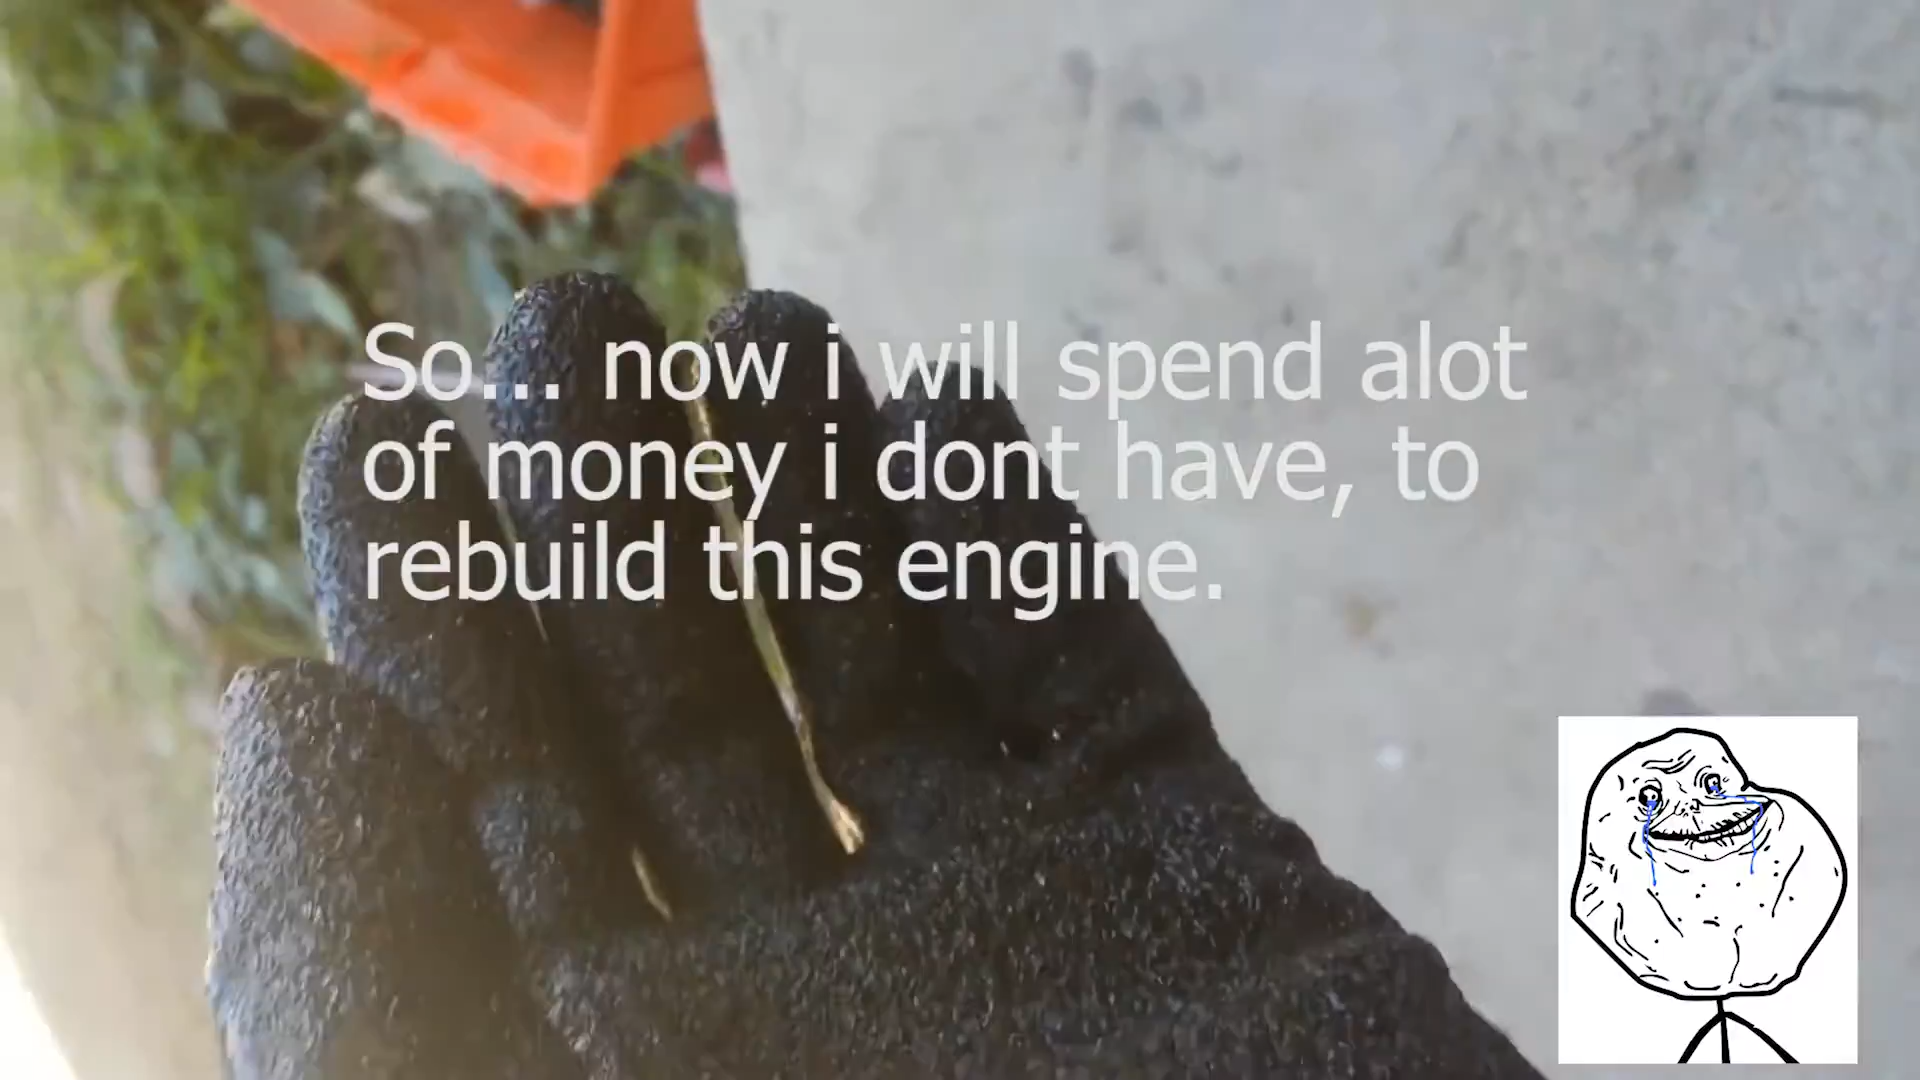 So... now i will spend alot
of money i dont have, to
rebuild this engine.